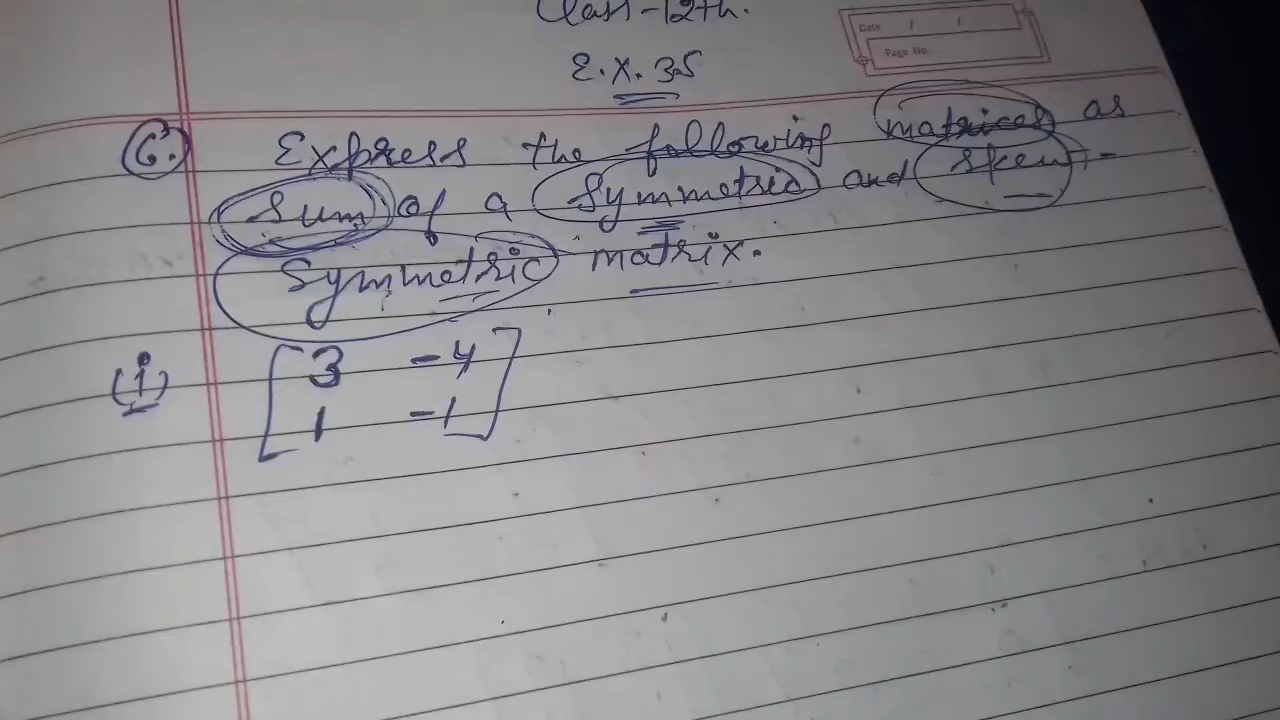 Class-12th.
Date / /
Page No.
E.X. 3.5
6. Express the following matrices as
Sum of a Symmetric and skew-
Symmetric matrix.
(i) [ 3 -4
1 -1 ]